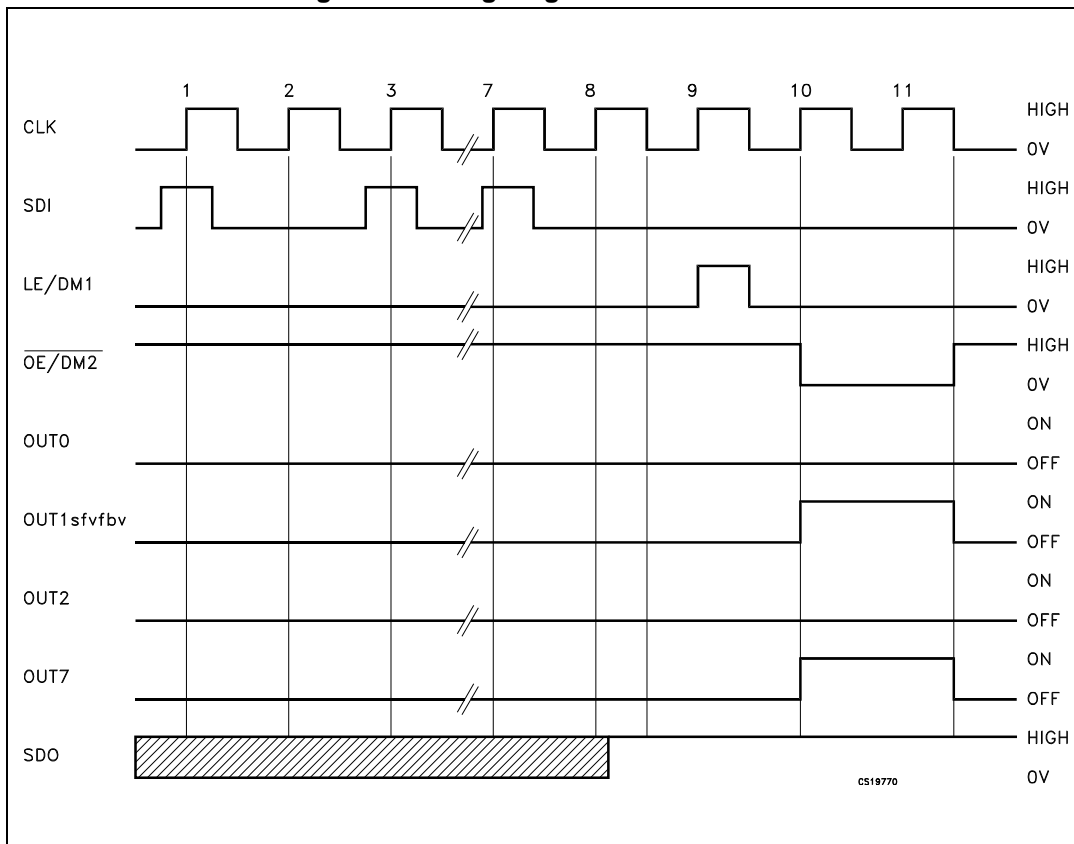 1 2 3 7 8 9 10 11
CLK
HIGH
0V
SDI
HIGH
0V
LE/DM1
HIGH
0V
OE/DM2
HIGH
0V
OUT0
ON
OFF
OUT1sfvfbv
ON
OFF
OUT2
ON
OFF
OUT7
ON
OFF
SDO
HIGH
0V
CS19770